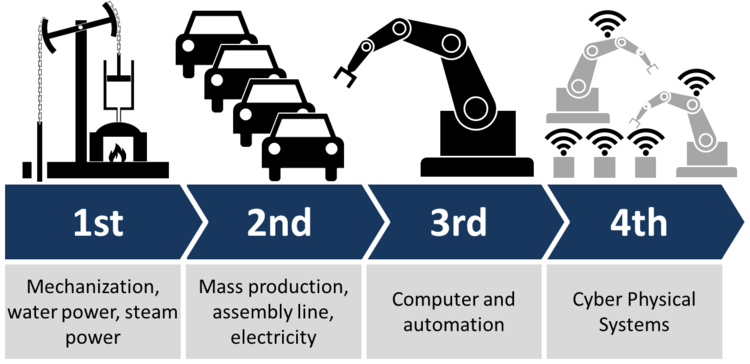 1st
2nd
3rd
4th
Mechanization,
water power, steam
power
Mass production,
assembly line,
electricity
Computer and
automation
Cyber Physical
Systems